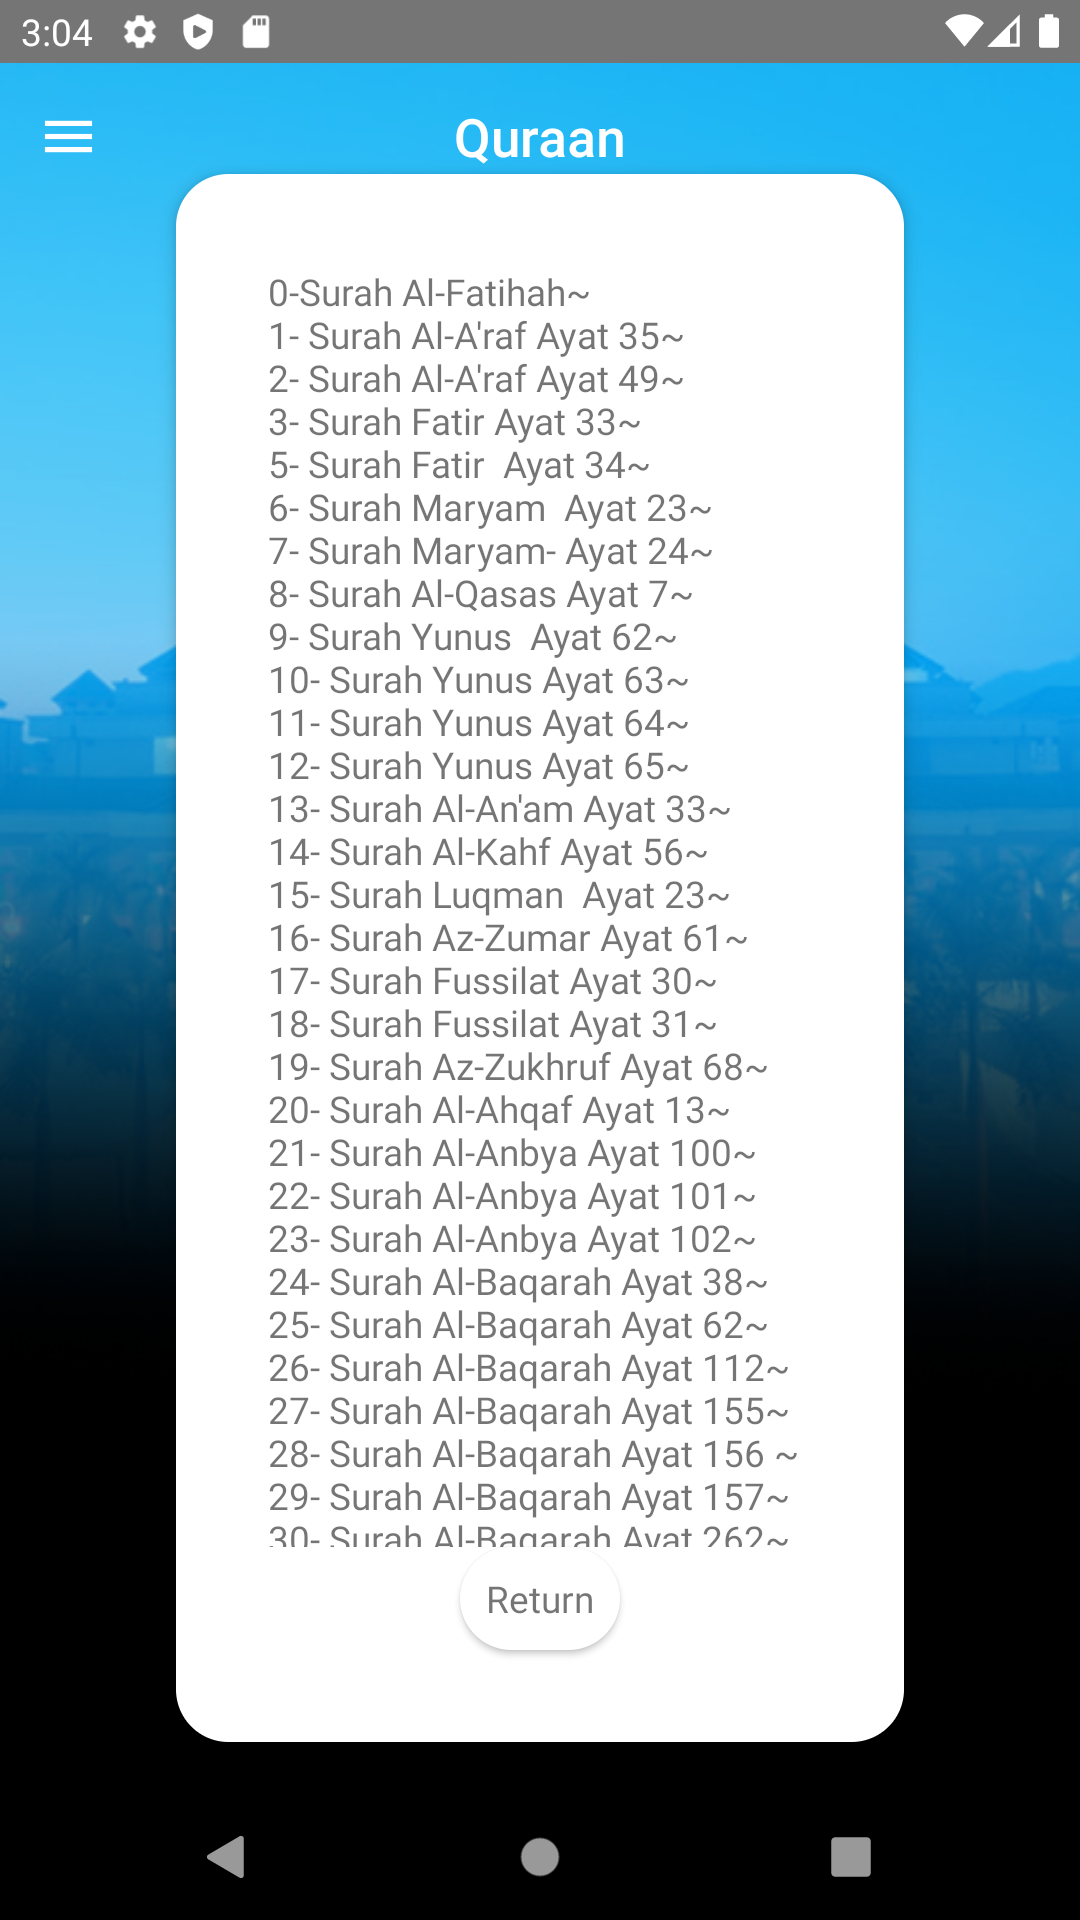 3:04
Quraan
0-Surah Al-Fatihah~
1- Surah Al-A'raf Ayat 35~
2- Surah Al-A'raf Ayat 49~
3- Surah Fatir Ayat 33~
5- Surah Fatir  Ayat 34~
6- Surah Maryam  Ayat 23~
7- Surah Maryam- Ayat 24~
8- Surah Al-Qasas Ayat 7~
9- Surah Yunus  Ayat 62~
10- Surah Yunus Ayat 63~
11- Surah Yunus Ayat 64~
12- Surah Yunus Ayat 65~
13- Surah Al-An'am Ayat 33~
14- Surah Al-Kahf Ayat 56~
15- Surah Luqman  Ayat 23~
16- Surah Az-Zumar Ayat 61~
17- Surah Fussilat Ayat 30~
18- Surah Fussilat Ayat 31~
19- Surah Az-Zukhruf Ayat 68~
20- Surah Al-Ahqaf Ayat 13~
21- Surah Al-Anbya Ayat 100~
22- Surah Al-Anbya Ayat 101~
23- Surah Al-Anbya Ayat 102~
24- Surah Al-Baqarah Ayat 38~
25- Surah Al-Baqarah Ayat 62~
26- Surah Al-Baqarah Ayat 112~
27- Surah Al-Baqarah Ayat 155~
28- Surah Al-Baqarah Ayat 156 ~
29- Surah Al-Baqarah Ayat 157~
30- Surah Al-Baqarah Ayat 262~
Return